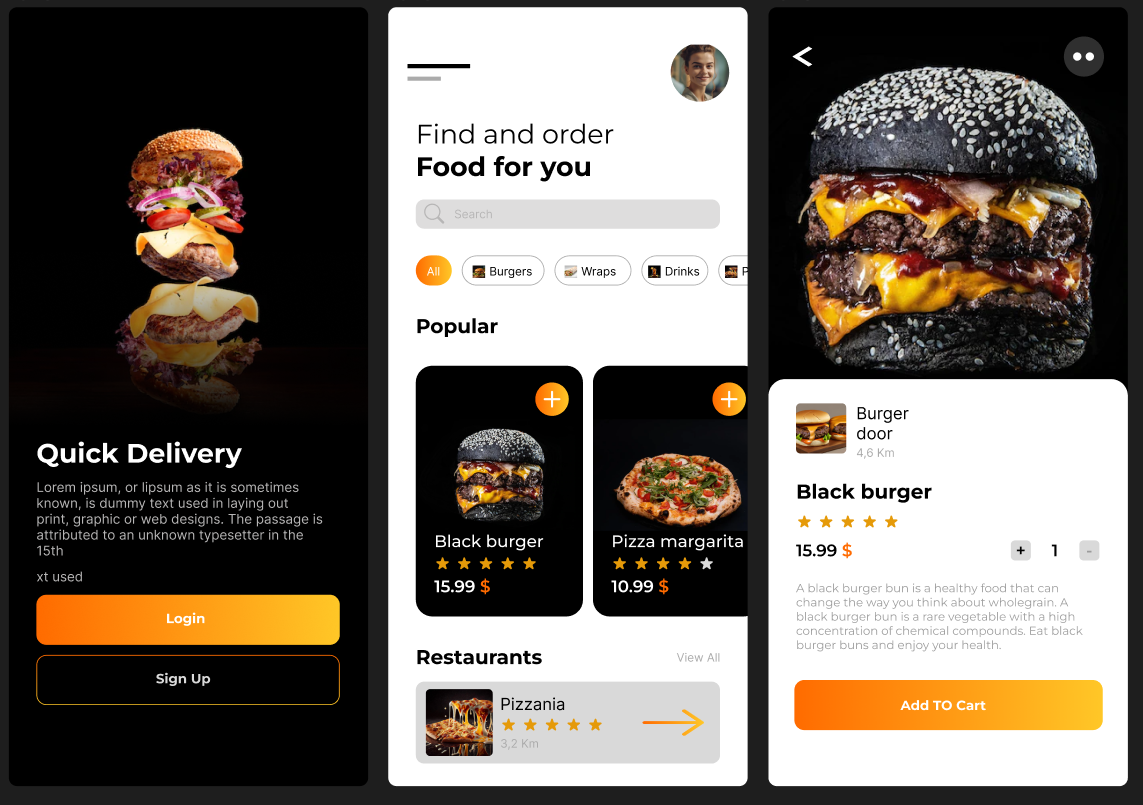 Quick Delivery
Lorem ipsum, or lipsum as it is sometimes
known, is dummy text used in laying out
print, graphic or web designs. The passage is
attributed to an unknown typesetter in the
15th
xt used
Login
Sign Up
Find and order
Food for you
Search
All
Burgers
Wraps
Drinks
P
Popular
Black burger
15.99 $
Pizza margarita
10.99 $
Restaurants
View All
Pizzania
3,2 Km
Burger
door
4,6 Km
Black burger
15.99 $
+ 1 -
A black burger bun is a healthy food that can
change the way you think about wholegrain. A
black burger bun is a rare vegetable with a high
concentration of chemical compounds. Eat black
burger buns and enjoy your health.
Add TO Cart